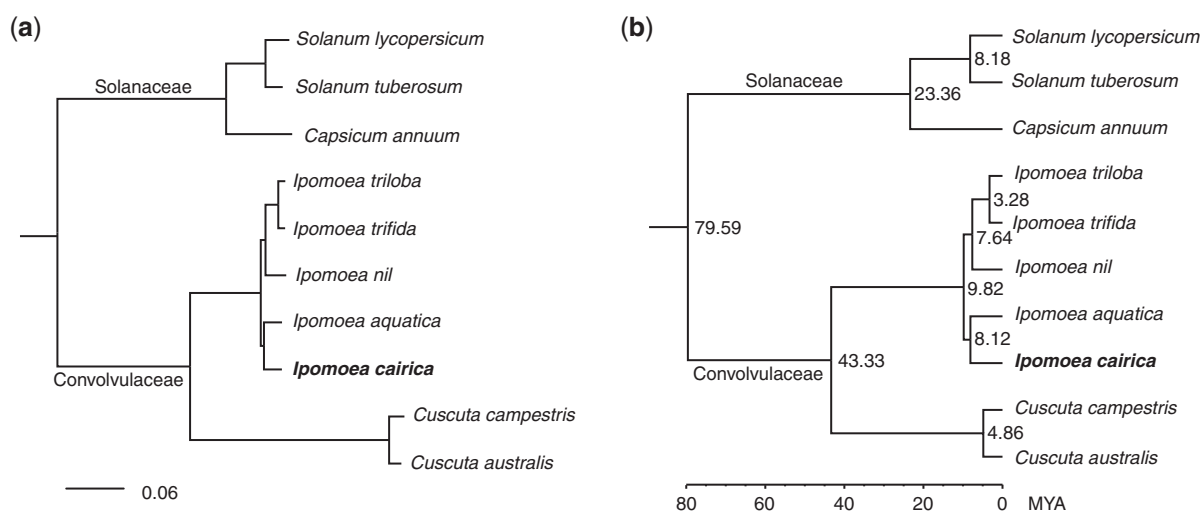 (a)
Solanum lycopersicum
Solanaceae
Solanum tuberosum
Capsicum annuum
Ipomoea triloba
Ipomoea trifida
Ipomoea nil
Ipomoea aquatica
Ipomoea cairica
Convolvulaceae
Cuscuta campestris
Cuscuta australis
0.06
(b)
Solanum lycopersicum
8.18
Solanaceae
Solanum tuberosum
23.36
Capsicum annuum
Ipomoea triloba
3.28
Ipomoea trifida
79.59
7.64
Ipomoea nil
9.82
Ipomoea aquatica
8.12
43.33
Ipomoea cairica
Convolvulaceae
Cuscuta campestris
4.86
Cuscuta australis
80 60 40 20 0 MYA